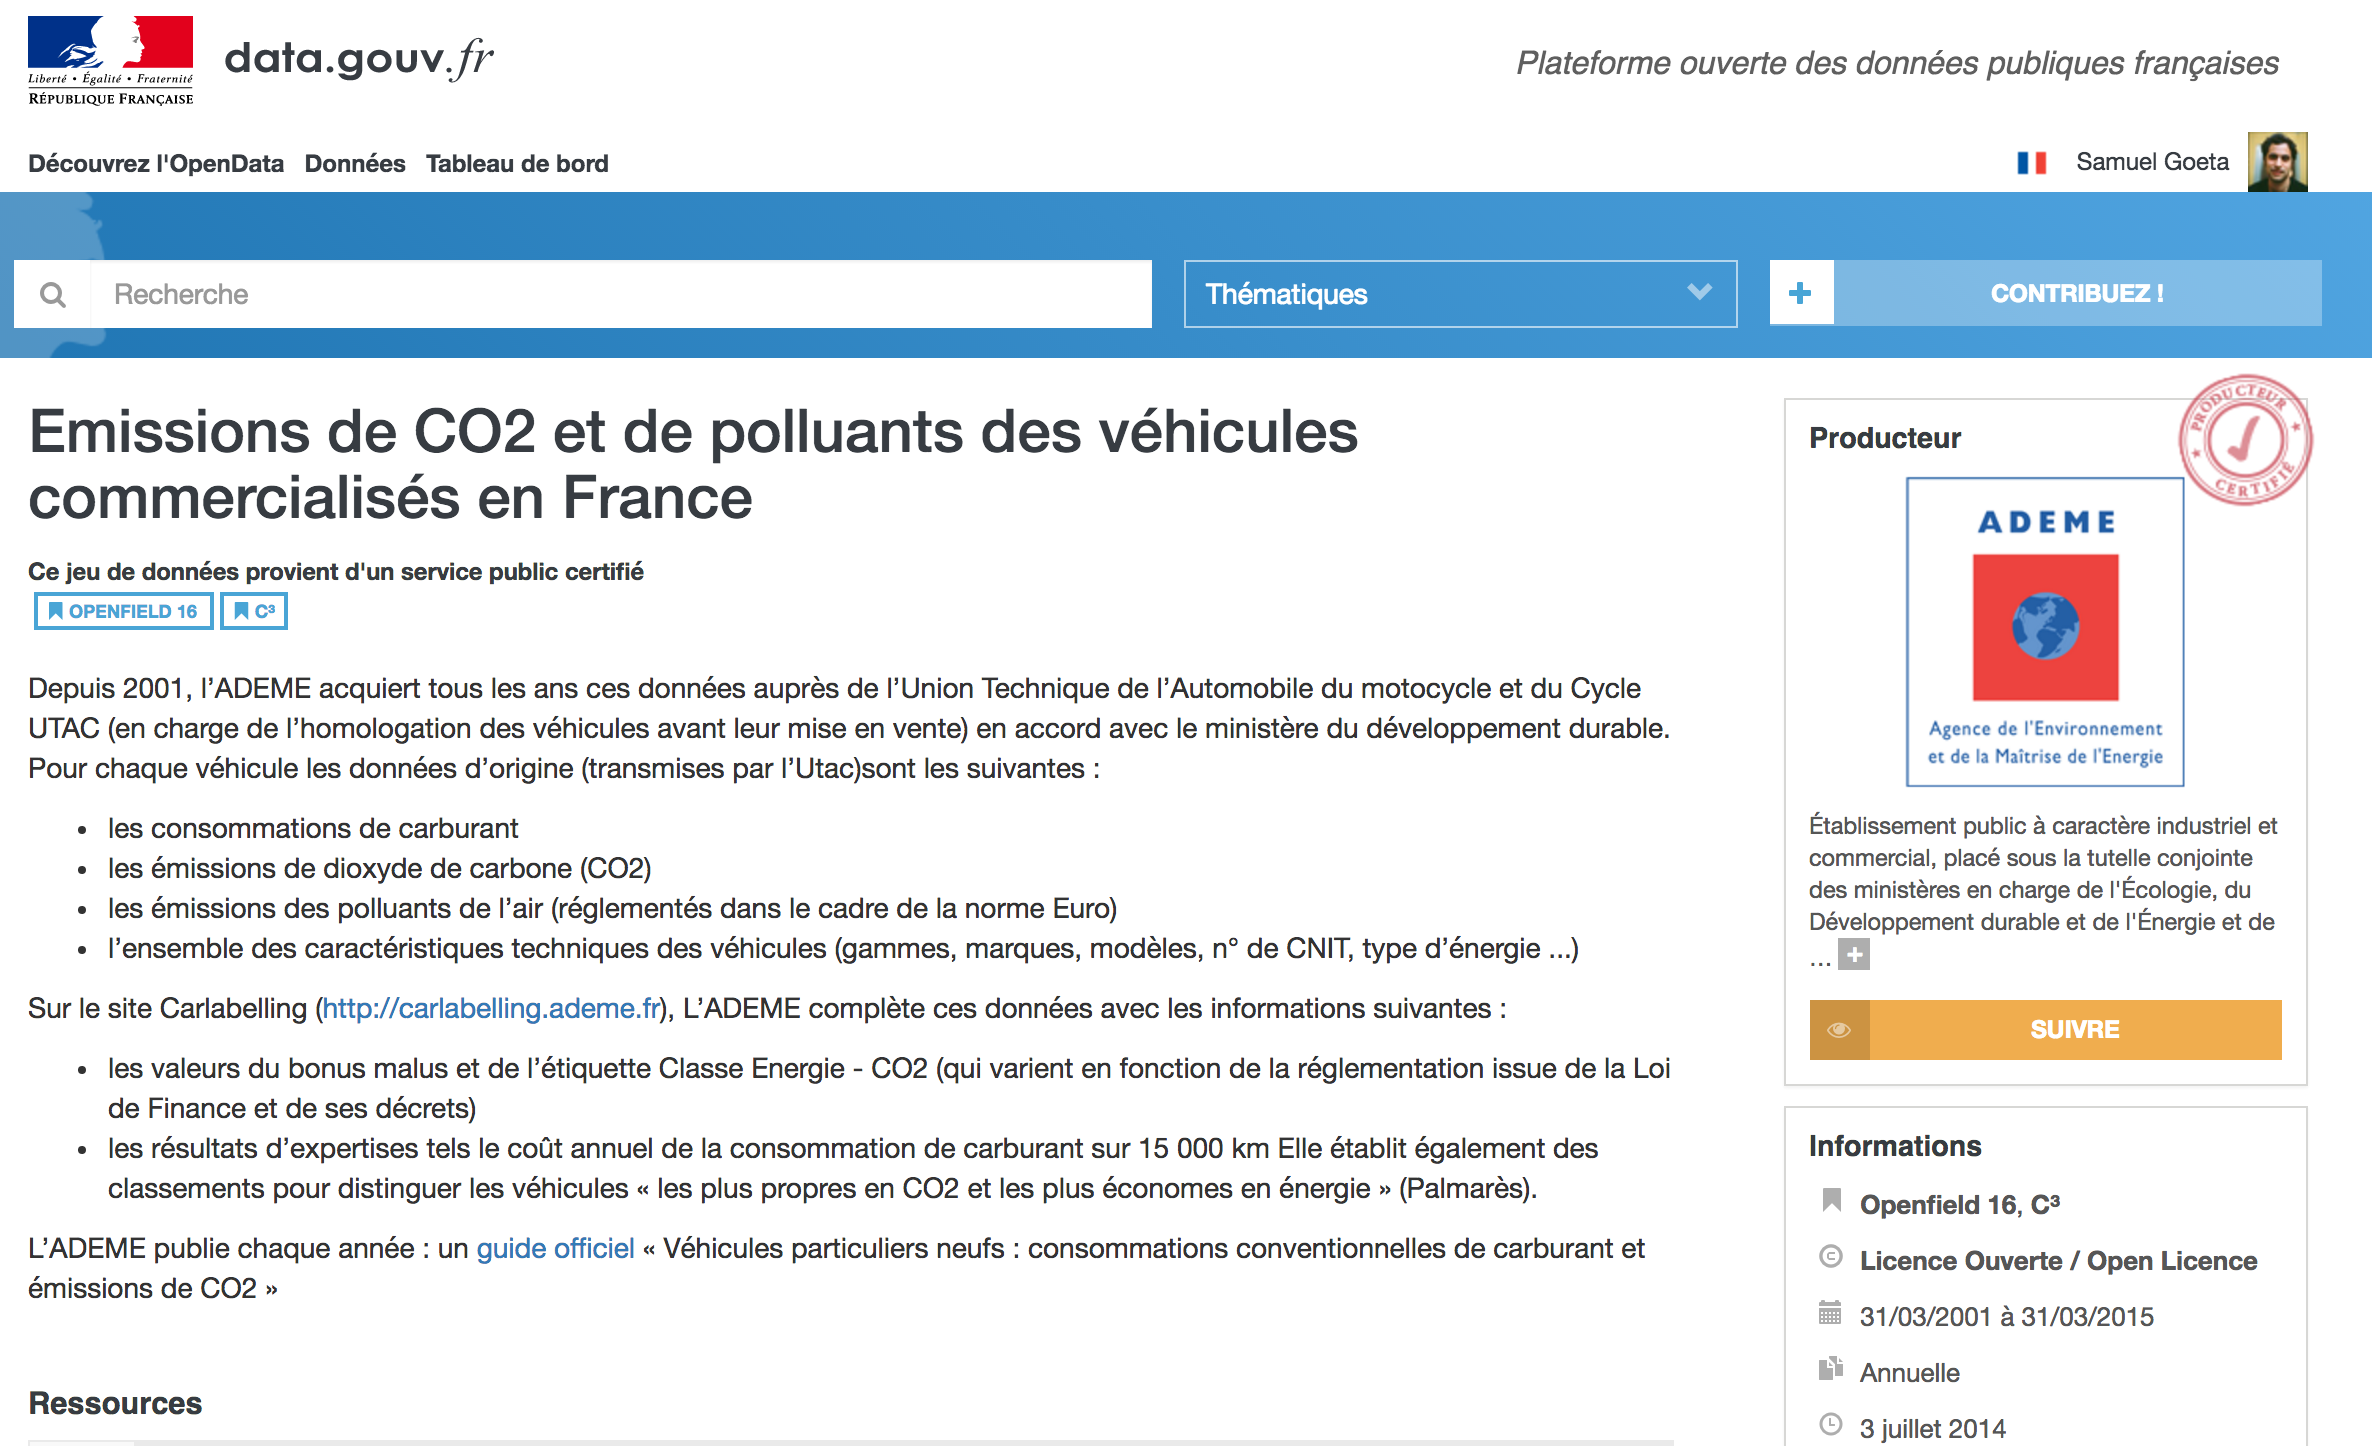 Liberté • Égalité • Fraternité
RÉPUBLIQUE FRANÇAISE
data.gouv.fr
Plateforme ouverte des données publiques françaises
Découvrez l'OpenData Données Tableau de bord
Samuel Goeta
Recherche
Thématiques
CONTRIBUEZ !
Emissions de CO2 et de polluants des véhicules
commercialisés en France
Ce jeu de données provient d'un service public certifié
OPENFIELD 16 C³
Depuis 2001, l’ADEME acquiert tous les ans ces données auprès de l’Union Technique de l’Automobile du motocycle et du Cycle
UTAC (en charge de l’homologation des véhicules avant leur mise en vente) en accord avec le ministère du développement durable.
Pour chaque véhicule les données d’origine (transmises par l’Utac)sont les suivantes :
• les consommations de carburant
• les émissions de dioxyde de carbone (CO2)
• les émissions des polluants de l’air (réglementés dans le cadre de la norme Euro)
• l’ensemble des caractéristiques techniques des véhicules (gammes, marques, modèles, n° de CNIT, type d’énergie ...)
Sur le site Carlabelling (http://carlabelling.ademe.fr), L’ADEME complète ces données avec les informations suivantes :
• les valeurs du bonus malus et de l’étiquette Classe Energie - CO2 (qui varient en fonction de la réglementation issue de la Loi
de Finance et de ses décrets)
• les résultats d’expertises tels le coût annuel de la consommation de carburant sur 15 000 km Elle établit également des
classements pour distinguer les véhicules « les plus propres en CO2 et les plus économes en énergie » (Palmarès).
L’ADEME publie chaque année : un guide officiel « Véhicules particuliers neufs : consommations conventionnelles de carburant et
émissions de CO2 »
Ressources
Producteur
PRODUCTEUR
CERTIFIÉ
ADEME
Agence de l'Environnement
et de la Maîtrise de l'Energie
Établissement public à caractère industriel et
commercial, placé sous la tutelle conjointe
des ministères en charge de l'Écologie, du
Développement durable et de l'Énergie et de
...
SUIVRE
Informations
Openfield 16, C³
Licence Ouverte / Open Licence
31/03/2001 à 31/03/2015
Annuelle
3 juillet 2014